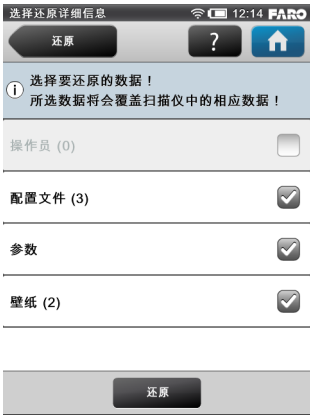 选择还原详细信息 12:14 FARO
还原 ?
选择要还原的数据！
所选数据将会覆盖扫描仪中的相应数据！
操作员 (0)
配置文件 (3)
参数
壁纸 (2)
还原